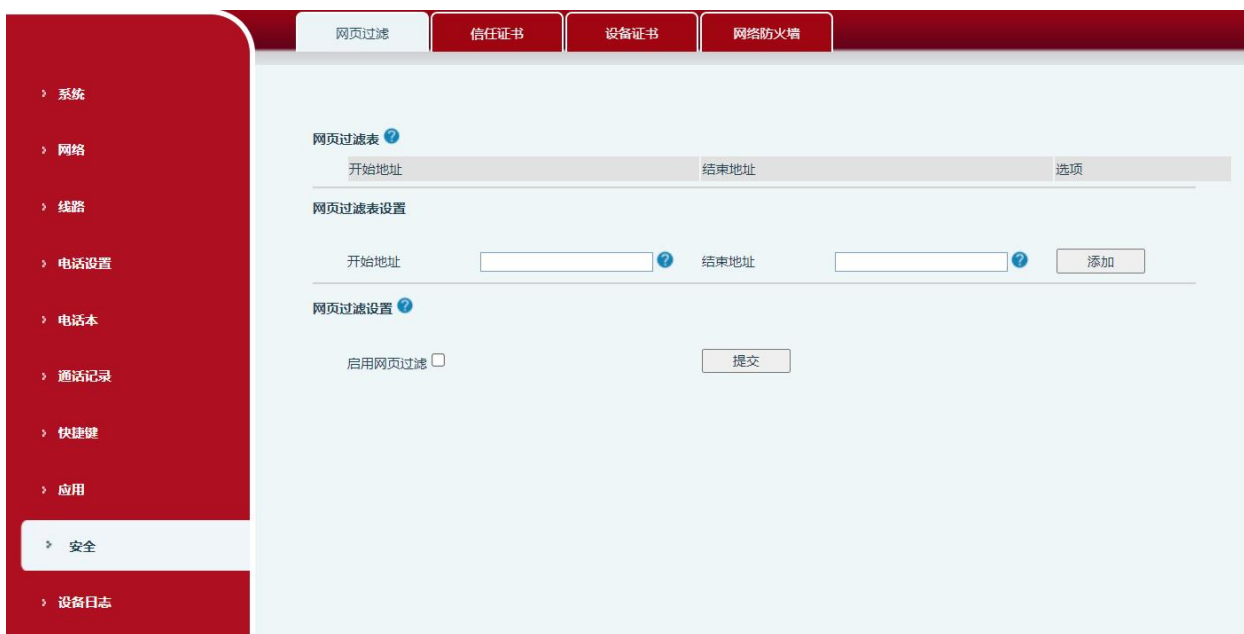 网页过滤 信任证书 设备证书 网络防火墙
系统
网络
线路
电话设置
电话本
通话记录
快捷键
应用
安全
设备日志
网页过滤表
开始地址 结束地址 选项
网页过滤表设置
开始地址 结束地址 添加
网页过滤设置
启用网页过滤 提交